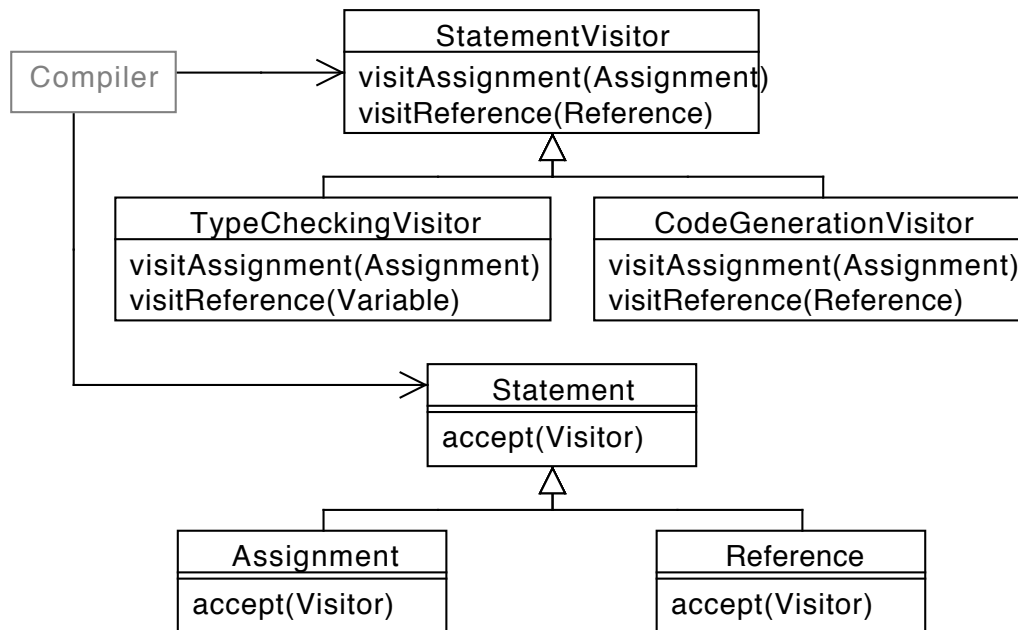 StatementVisitor
Compiler
visitAssignment(Assignment)
visitReference(Reference)
TypeCheckingVisitor
visitAssignment(Assignment)
visitReference(Variable)
CodeGenerationVisitor
visitAssignment(Assignment)
visitReference(Reference)
Statement
accept(Visitor)
Assignment
accept(Visitor)
Reference
accept(Visitor)